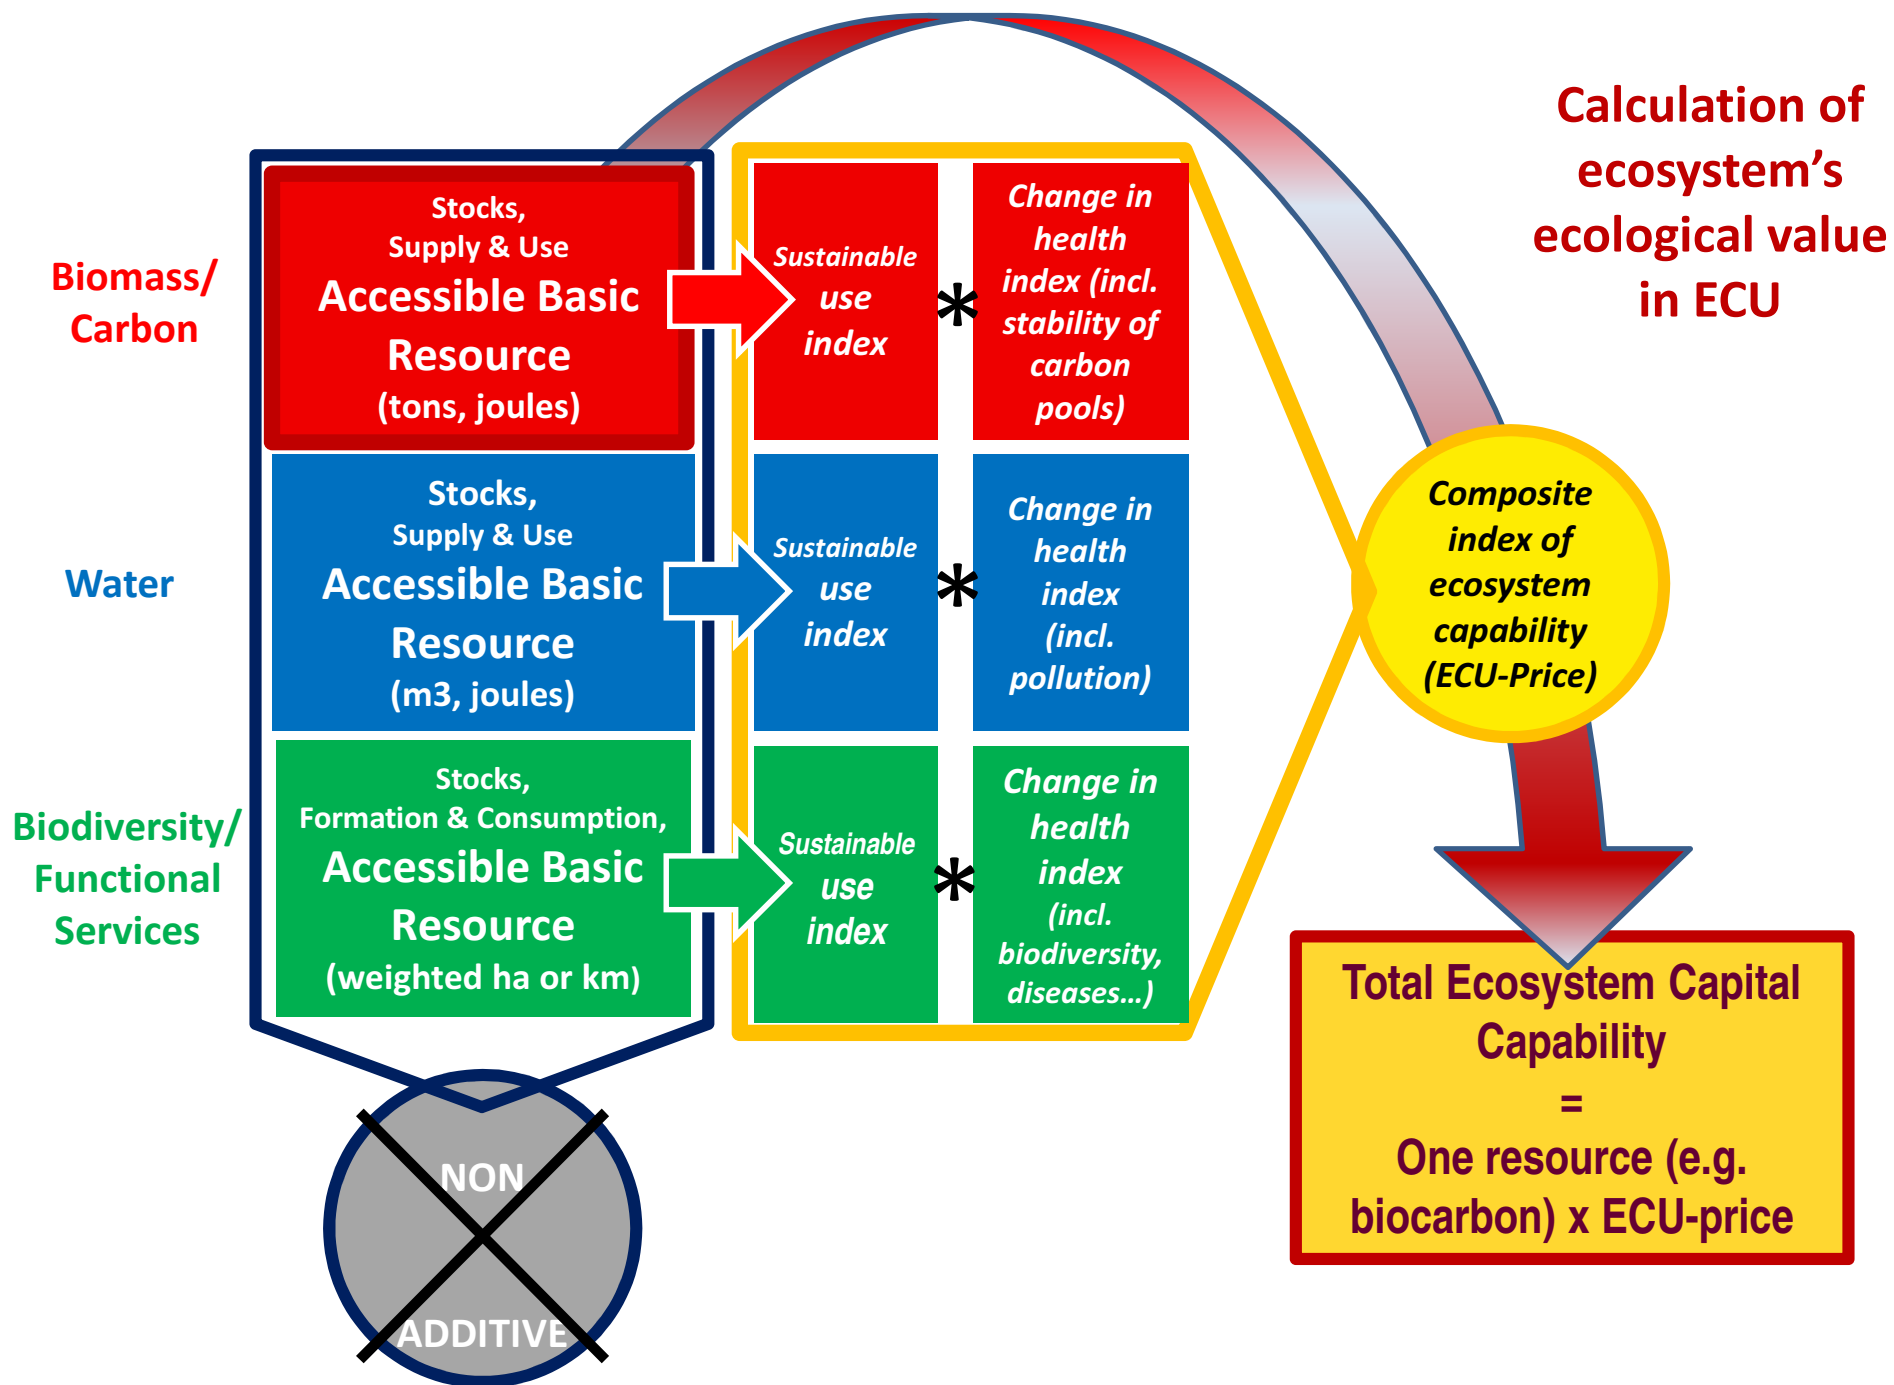 Calculation of
ecosystem’s
ecological value
in ECU
Biomass/
Carbon
Stocks,
Supply & Use
Accessible Basic
Resource
(tons, joules)
Sustainable
use
index
*
Change in
health
index (incl.
stability of
carbon
pools)
Water
Stocks,
Supply & Use
Accessible Basic
Resource
(m3, joules)
Sustainable
use
index
*
Change in
health
index
(incl.
pollution)
Biodiversity/
Functional
Services
Stocks,
Formation & Consumption,
Accessible Basic
Resource
(weighted ha or km)
Sustainable
use
index
*
Change in
health
index
(incl.
biodiversity,
diseases…)
Composite
index of
ecosystem
capability
(ECU-Price)
NON
ADDITIVE
Total Ecosystem Capital
Capability
=
One resource (e.g.
biocarbon) x ECU-price